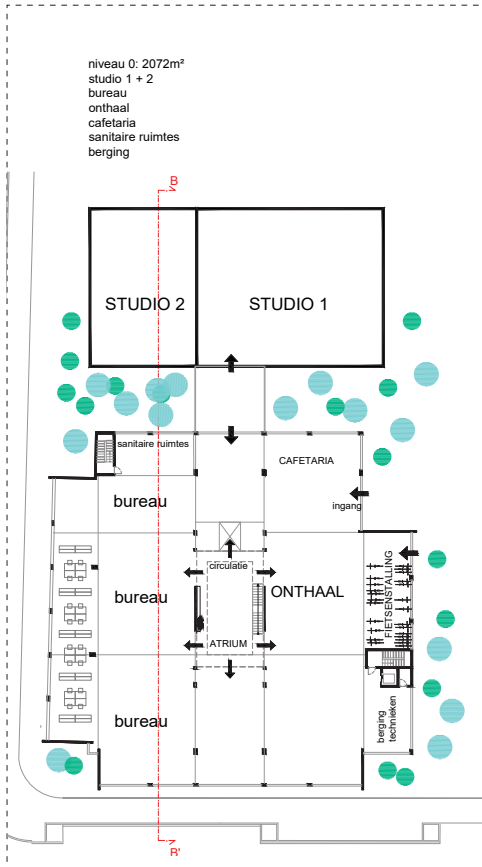 niveau 0: 2072m²
studio 1 + 2
bureau
onthaal
cafetaria
sanitaire ruimtes
berging
B
STUDIO 2
STUDIO 1
sanitaire ruimtes
CAFETARIA
bureau
ingang
circulatie
bureau
ONTHAAL
FIETSENSTALLING
ATRIUM
bureau
berging
technieken
B'